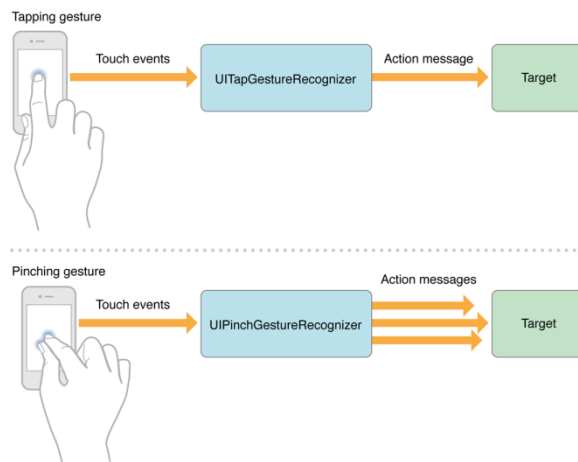 Tapping gesture
Touch events
UITapGestureRecognizer
Action message
Target
Pinching gesture
Touch events
UIPinchGestureRecognizer
Action messages
Target